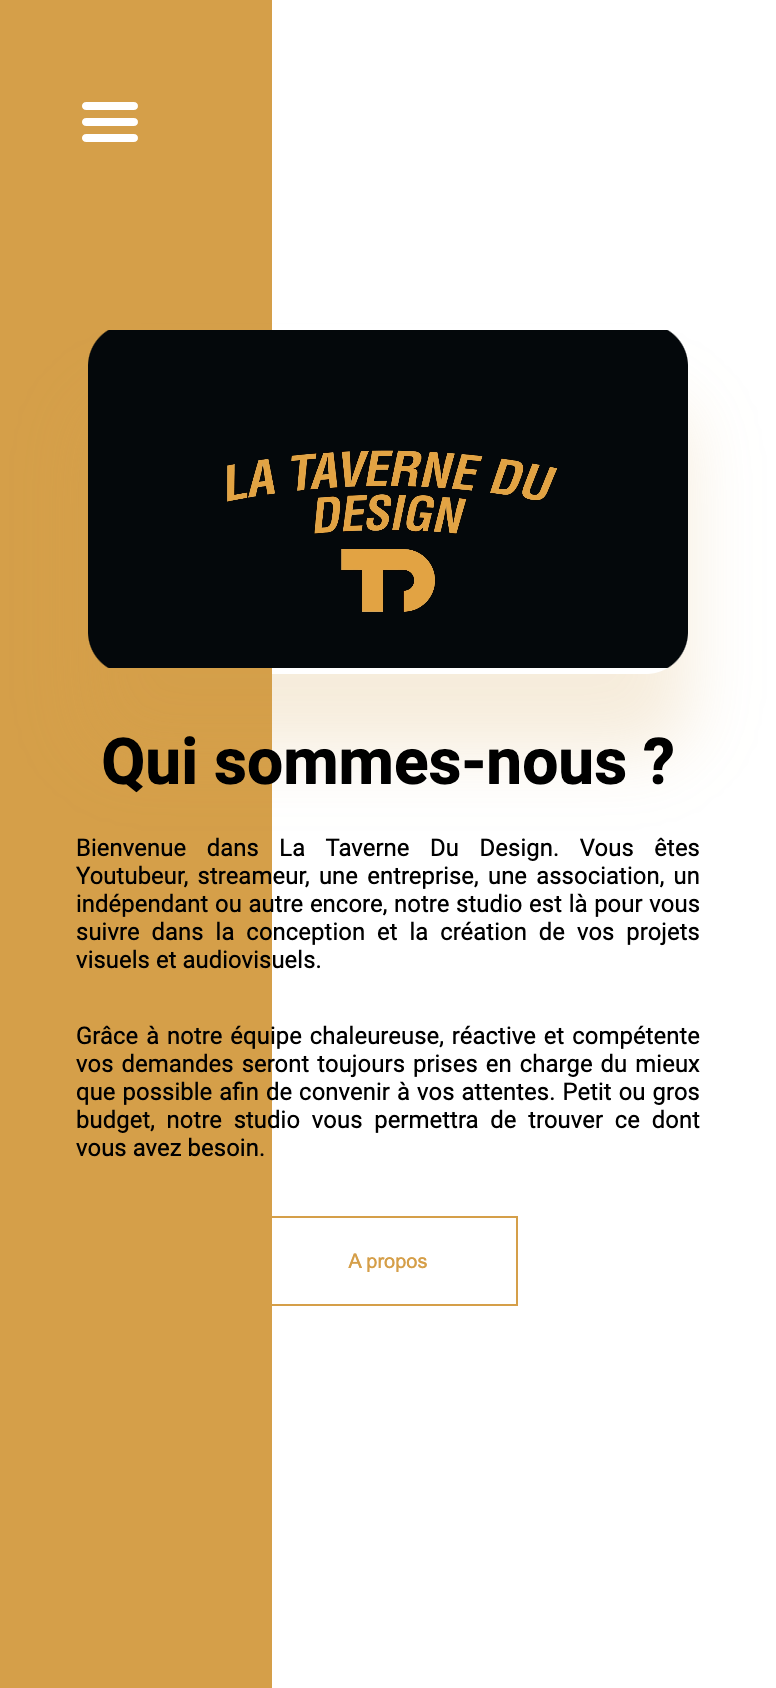 LA TAVERNE DU
DESIGN
TD
Qui sommes-nous ?
Bienvenue dans La Taverne Du Design. Vous êtes
Youtubeur, streameur, une entreprise, une association, un
indépendant ou autre encore, notre studio est là pour vous
suivre dans la conception et la création de vos projets
visuels et audiovisuels.
Grâce à notre équipe chaleureuse, réactive et compétente
vos demandes seront toujours prises en charge du mieux
que possible afin de convenir à vos attentes. Petit ou gros
budget, notre studio vous permettra de trouver ce dont
vous avez besoin.
A propos